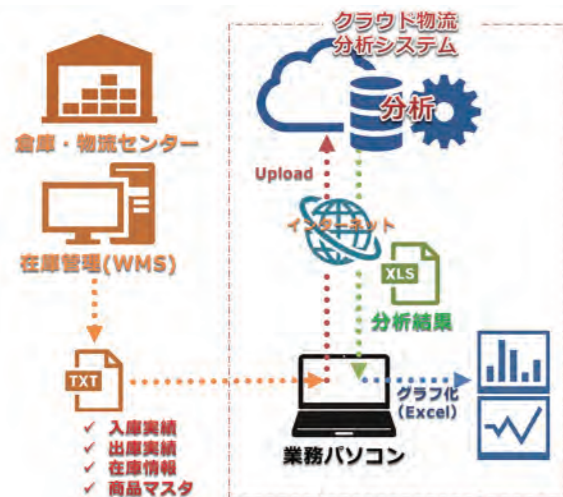 クラウド物流
分析システム
分析
倉庫・物流センター
Upload
インターネット
在庫管理(WMS)
XLS
分析結果
TXT
グラフ化
(Excel)
業務パソコン
✓ 入庫実績
✓ 出庫実績
✓ 在庫情報
✓ 商品マスタ